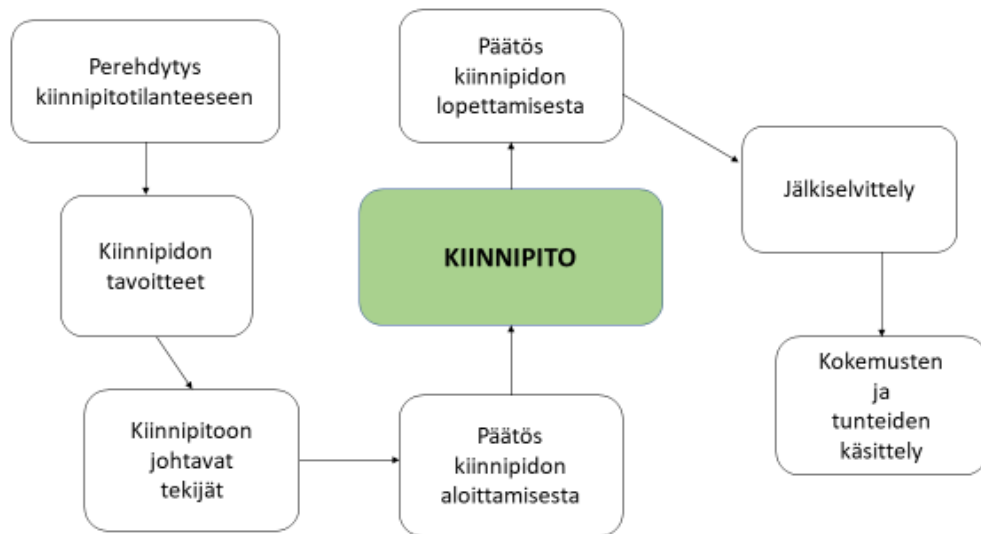 Perehdytys
kiinnipitotilanteeseen
Kiinnipidon
tavoitteet
Kiinnipitoon
johtavat
tekijät
Päätös
kiinnipidon
aloittamisesta
KIINNIPITO
Päätös
kiinnipidon
lopettamisesta
Jälkiselvittely
Kokemusten
ja
tunteiden
käsittely